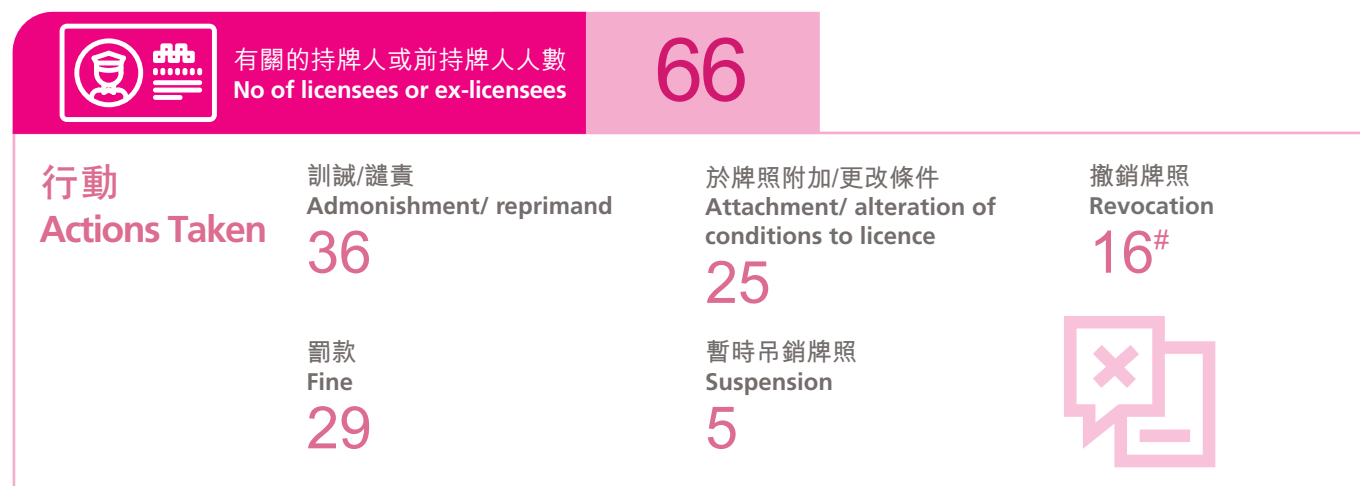 有關的持牌人或前持牌人人數
No of licensees or ex-licensees
66
行動
Actions Taken
訓誡/譴責
Admonishment/ reprimand
36
於牌照附加/更改條件
Attachment/ alteration of
conditions to licence
25
撤銷牌照
Revocation
16#
罰款
Fine
29
暫時吊銷牌照
Suspension
5